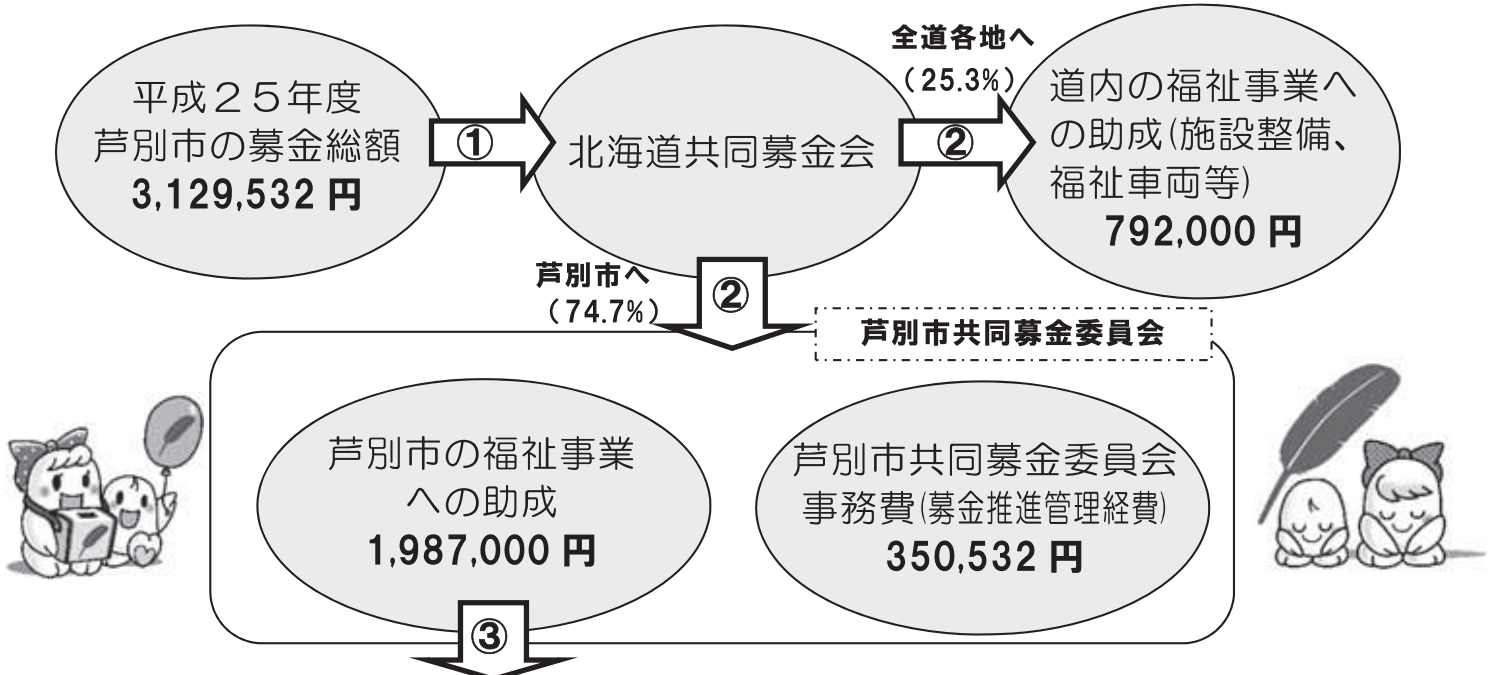 平成２５年度
芦別市の募金総額
3,129,532 円
①
北海道共同募金会
全道各地へ
（25.3%）
②
道内の福祉事業へ
の助成(施設整備、
福祉車両等)
792,000 円
芦別市へ
（74.7%）
②
芦別市共同募金委員会
芦別市の福祉事業
への助成
1,987,000 円
芦別市共同募金委員会
事務費(募金推進管理経費)
350,532 円
③